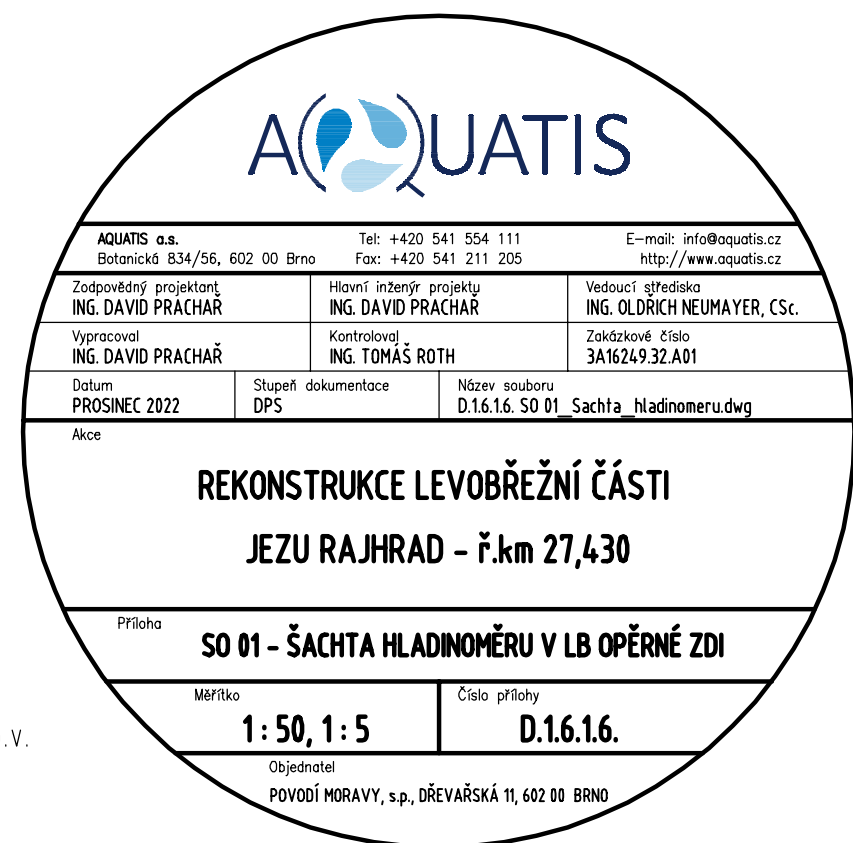 AQUATIS
AQUATIS a.s. Tel: +420 541 554 111 E-mail: info@aquatis.cz
Botanická 834/56, 602 00 Brno Fax: +420 541 211 205 http://www.aquatis.cz
Zodpovědný projektant Hlavní inženýr projektu Vedoucí střediska
ING. DAVID PRACHAŘ ING. DAVID PRACHAŘ ING. OLDŘICH NEUMAYER, CSc.
Vypracoval Kontroloval Zakázkové číslo
ING. DAVID PRACHAŘ ING. TOMÁŠ ROTH 3A16249.32.A01
Datum Stupeň dokumentace Název souboru
PROSINEC 2022 DPS D.1.6.1.6. SO 01_Sachta_hladinomeru.dwg
Akce
REKONSTRUKCE LEVOBŘEŽNÍ ČÁSTI
JEZU RAJHRAD - ř.km 27,430
Příloha
SO 01 - ŠACHTA HLADINOMĚRU V LB OPĚRNÉ ZDI
Měřítko Číslo přílohy
1 : 50, 1 : 5 D.1.6.1.6.
.V.
Objednatel
POVODÍ MORAVY, s.p., DŘEVAŘSKÁ 11, 602 00 BRNO